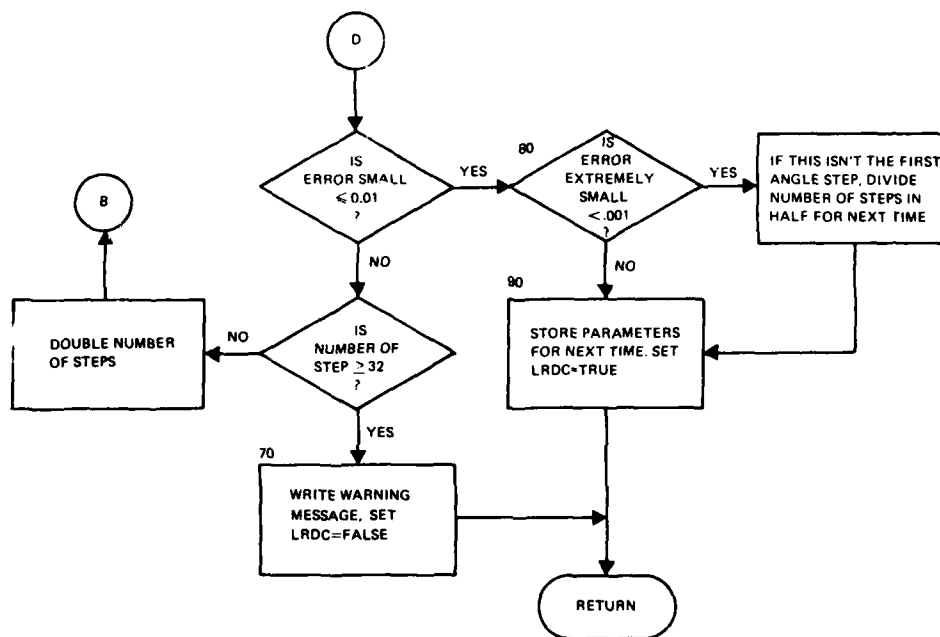 D
IS
ERROR SMALL
≤ 0.01
?
YES
80
IS
ERROR
EXTREMELY
SMALL
< .001
?
YES
IF THIS ISN'T THE FIRST
ANGLE STEP, DIVIDE
NUMBER OF STEPS IN
HALF FOR NEXT TIME
B
NO
NO
90
DOUBLE NUMBER
OF STEPS
NO
IS
NUMBER OF
STEP ≥ 32
?
STORE PARAMETERS
FOR NEXT TIME. SET
LRDC=TRUE
YES
70
WRITE WARNING
MESSAGE, SET
LRDC=FALSE
RETURN